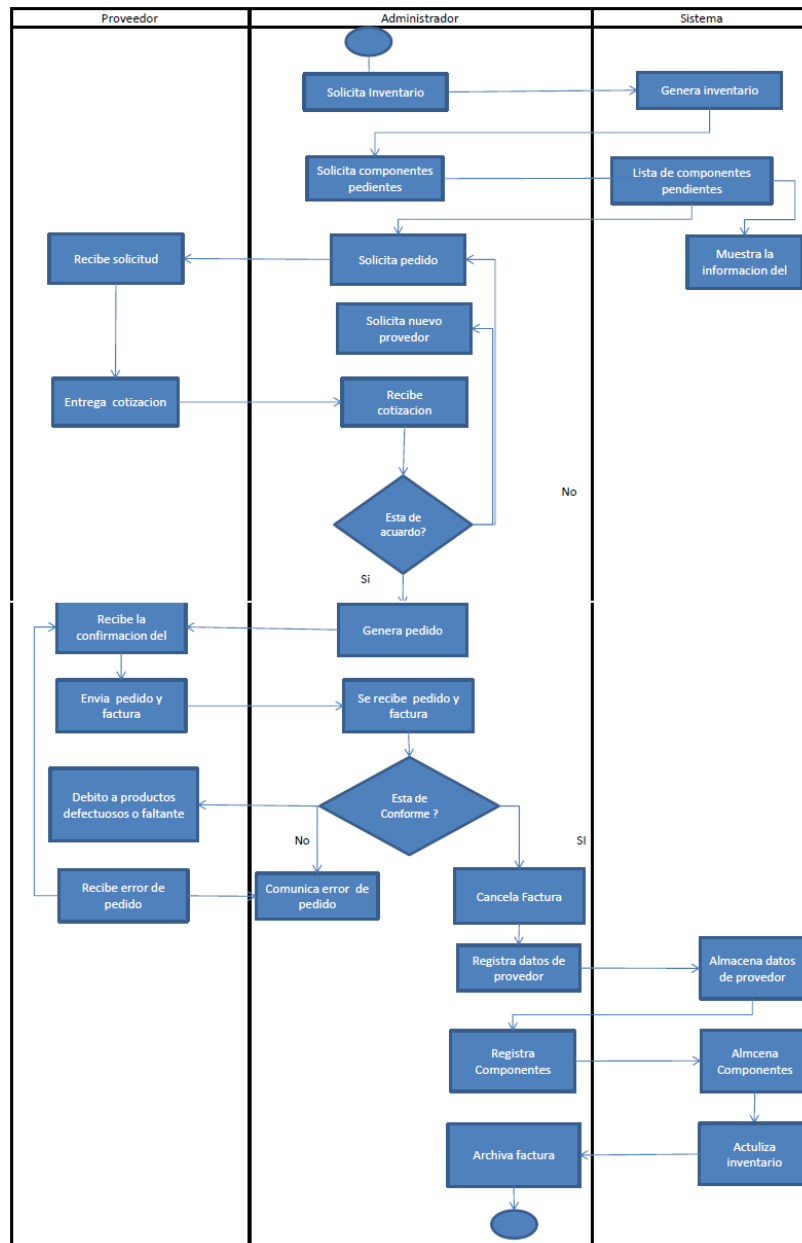 Proveedor
Administrador
Sistema
Solicita Inventario
Genera inventario
Solicita componentes
pedientes
Lista de componentes
pendientes
Recibe solicitud
Solicita pedido
Muestra la
informacion del
Solicita nuevo
provedor
Entrega  cotizacion
Recibe
cotizacion
Esta de
acuardo?
No
Si
Recibe la
confirmacion del
Genera pedido
Envia  pedido y
factura
Se recibe  pedido y
factura
Debito a productos
defectuosos o faltante
Esta de
Conforme ?
No
SI
Recibe error de
pedido
Comunica error  de
pedido
Cancela Factura
Registra datos de
provedor
Almacena datos
de provedor
Registra
Componentes
Almcena
Componentes
Archiva factura
Actuliza
inventario